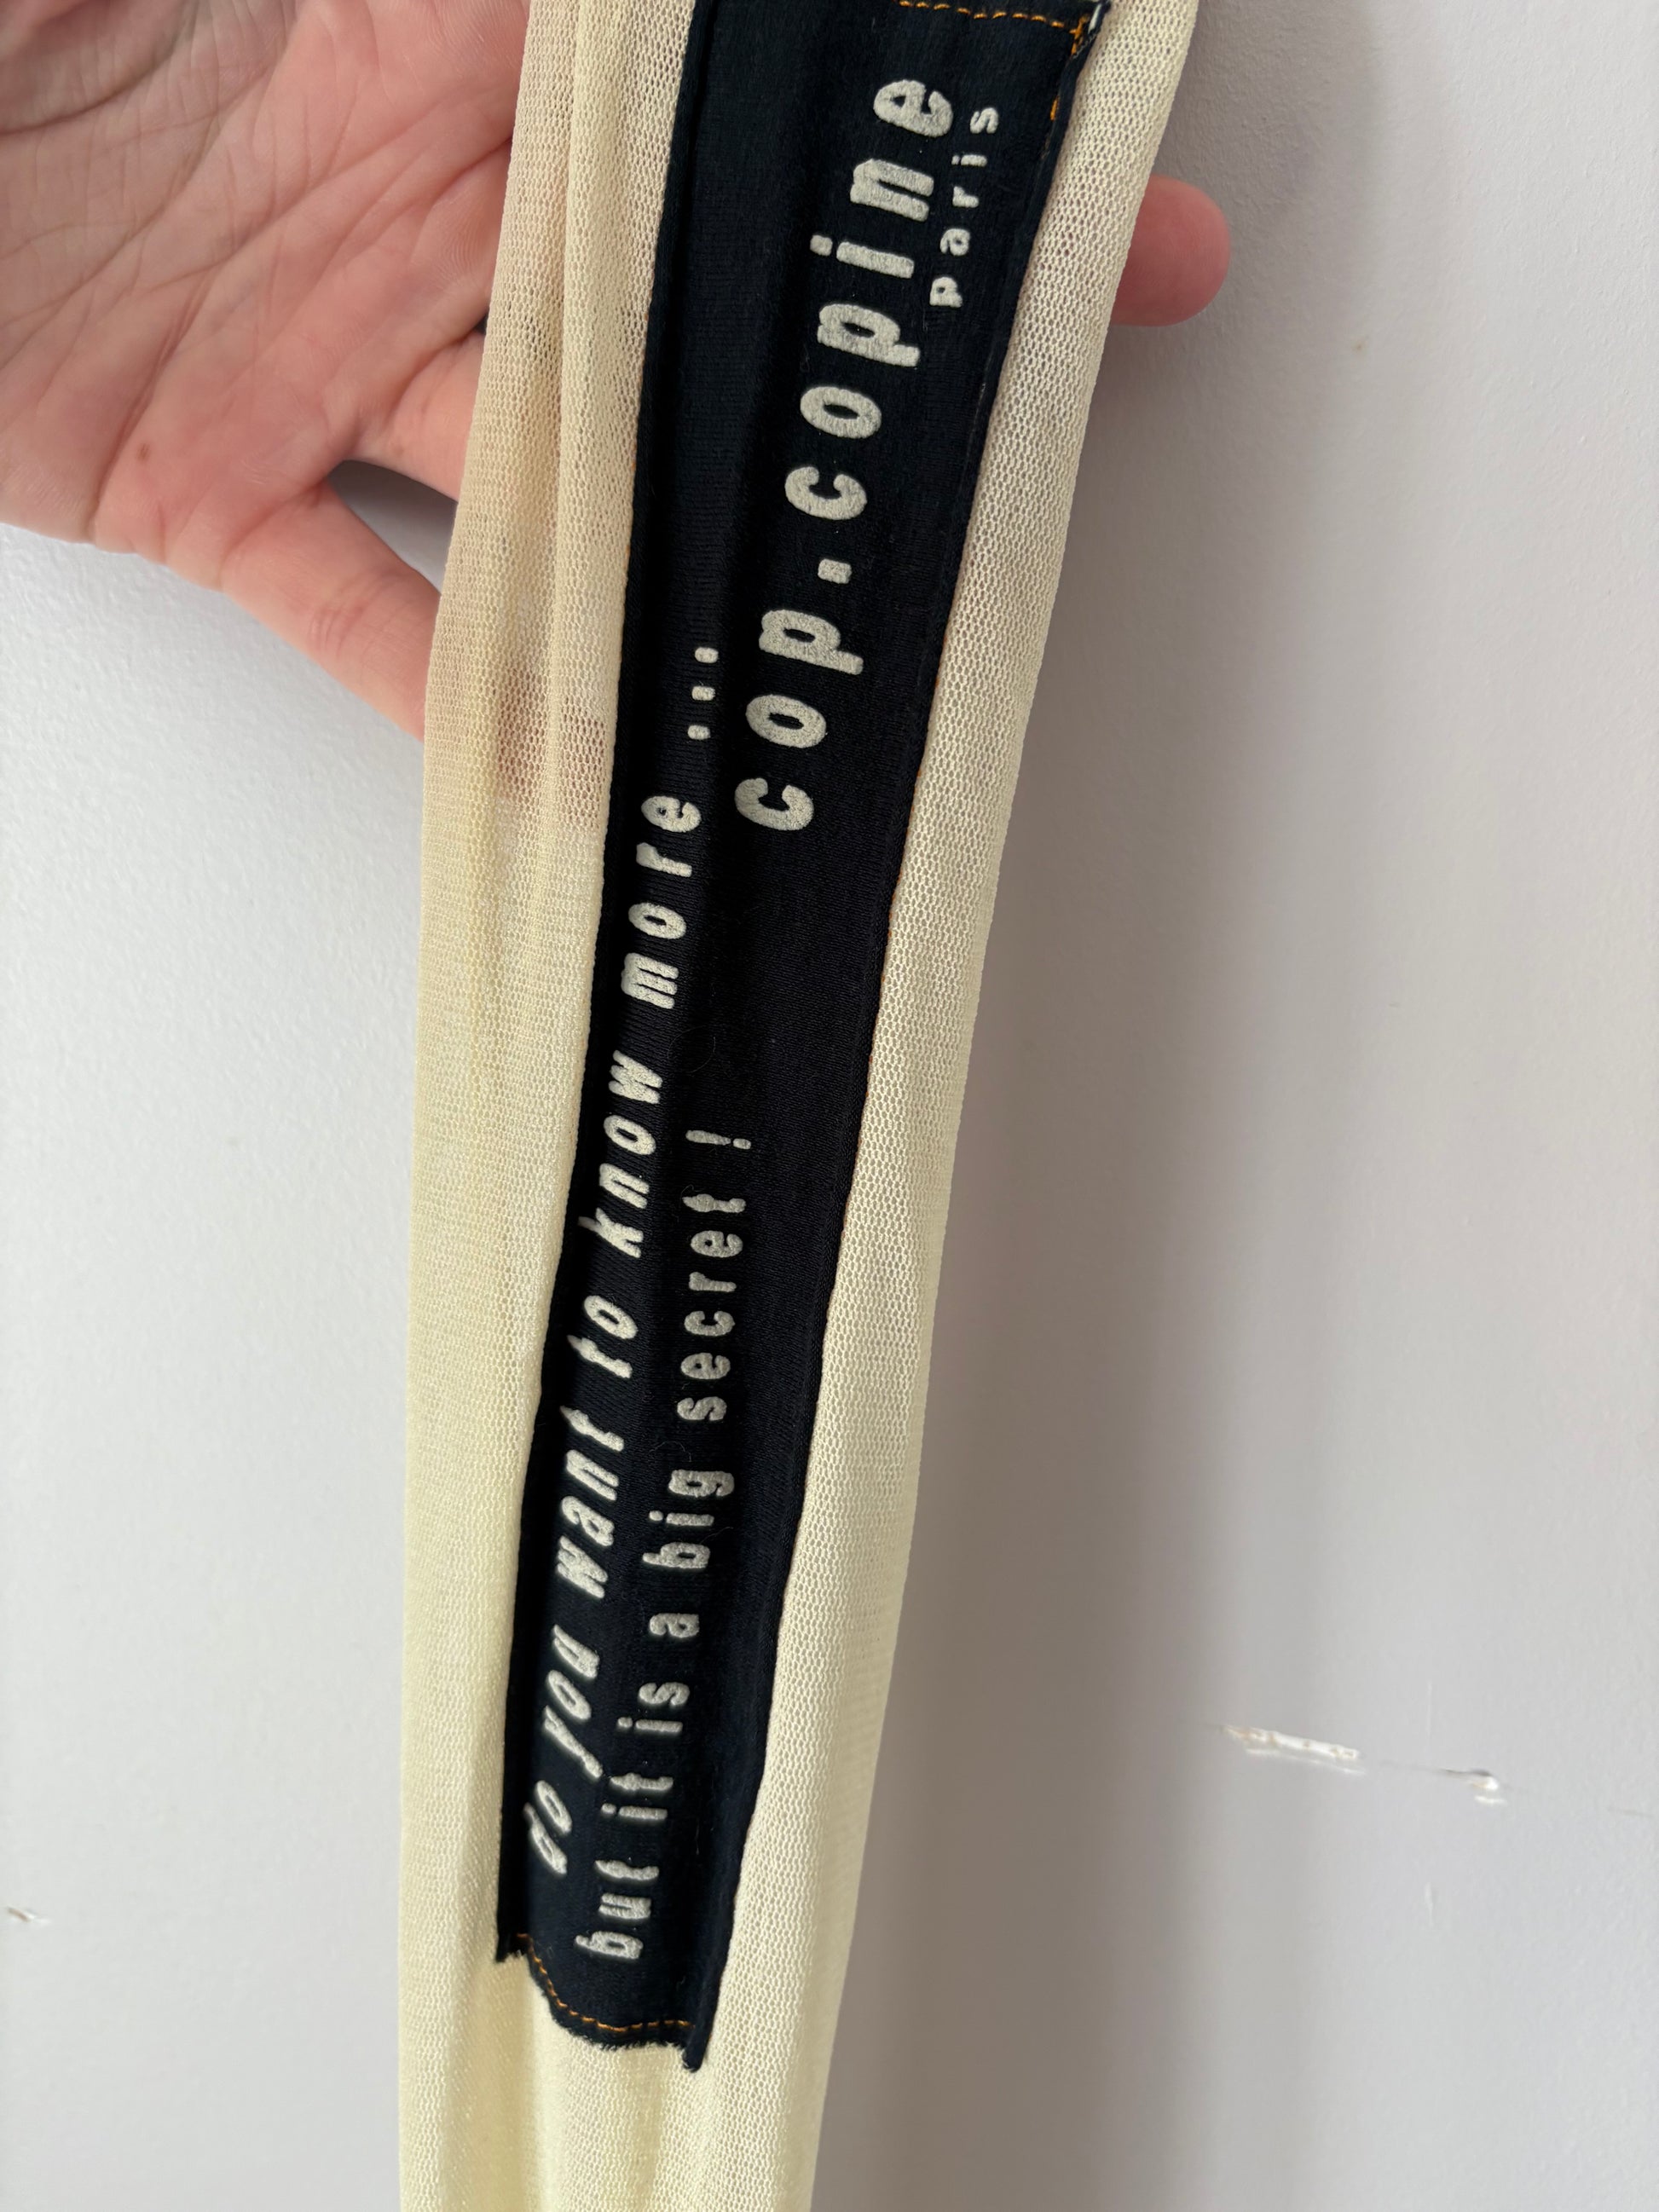 do you want to know more ...
but it is a big secret !
cop.copine
paris